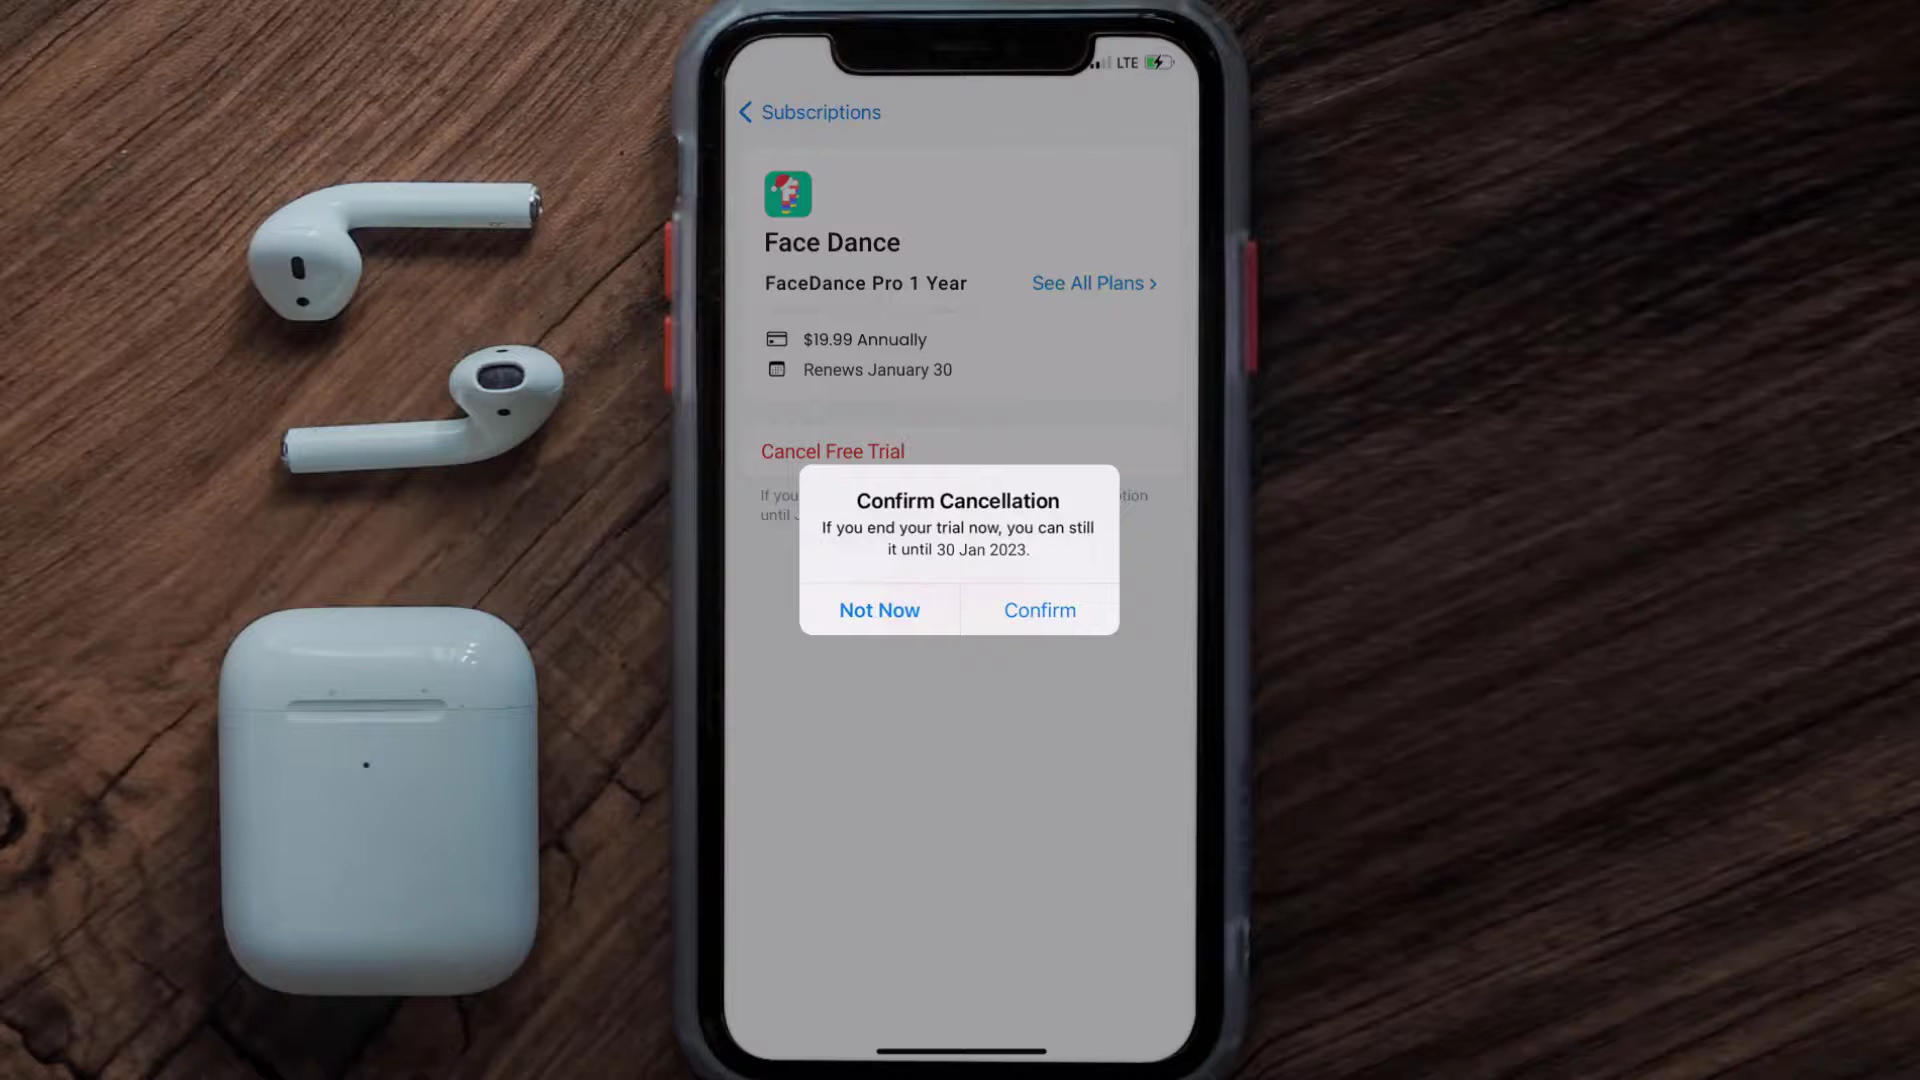 LTE
Subscriptions
Face Dance
FaceDance Pro 1 Year
See All Plans
$19.99 Annually
Renews January 30
Cancel Free Trial
If you
tion
until J
Confirm Cancellation
If you end your trial now, you can still
it until 30 Jan 2023.
Not Now
Confirm